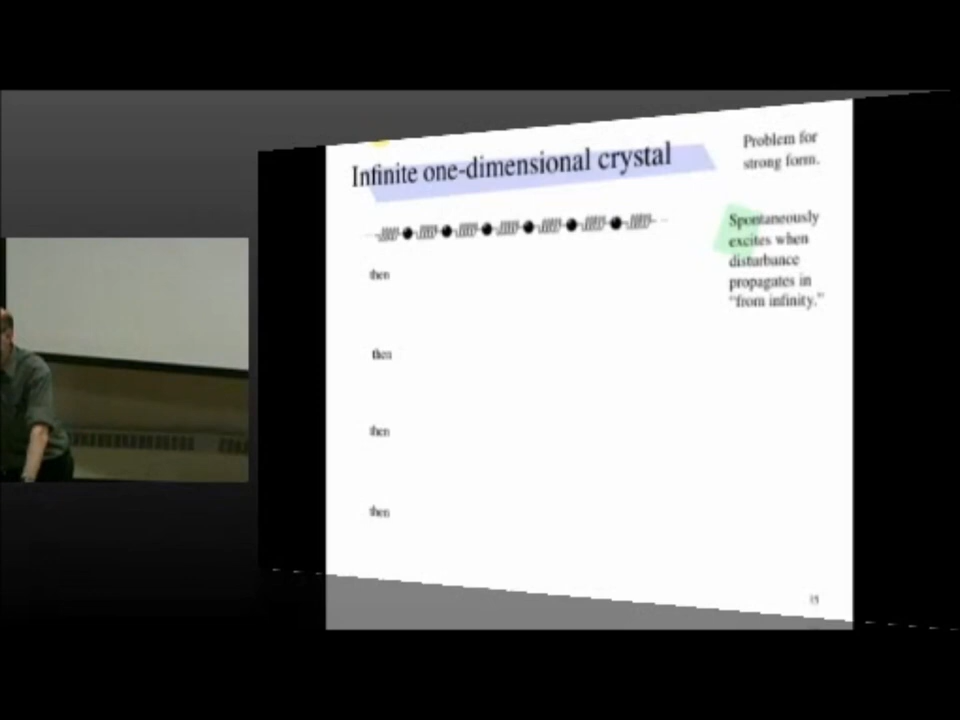 Infinite one-dimensional crystal
Problem for
strong form.
Spontaneously
excites when
disturbance
propagates in
"from infinity."
then
then
then
then
15